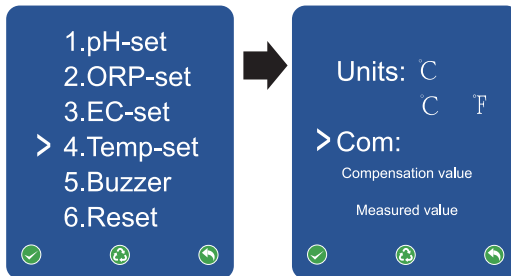 1.pH-set
2.ORP-set
3.EC-set
> 4.Temp-set
5.Buzzer
6.Reset
Units: °C
°C °F
> Com:
Compensation value
Measured value